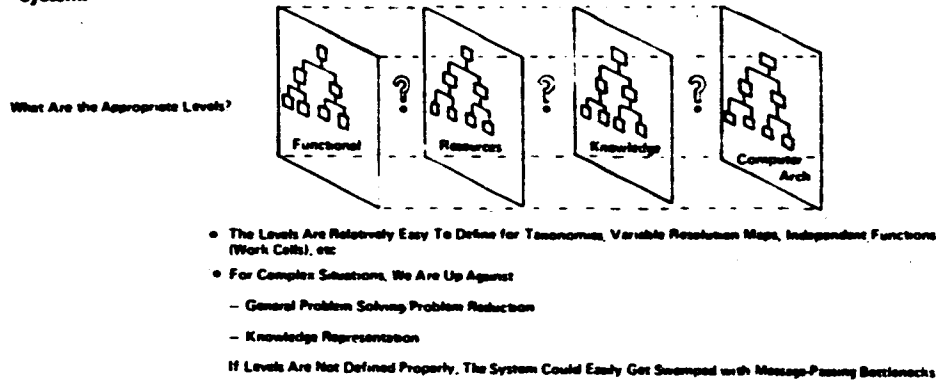 What Are the Appropriate Levels?
? ? ?
Functional
Resources
Knowledge
Computer
Arch
• The Levels Are Relatively Easy To Define for Taxonomies, Variable Resolution Maps, Independent Functions
(Work Cells), etc
• For Complex Situations, We Are Up Against
– General Problem Solving/Problem Reduction
– Knowledge Representation
If Levels Are Not Defined Properly, The System Could Easily Get Swamped with Message-Passing Bottlenecks